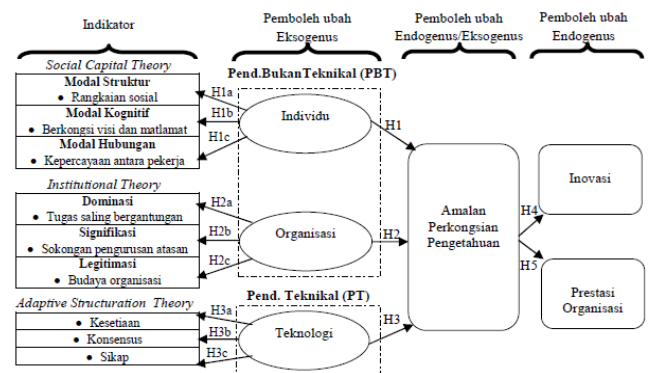 Indikator
Pemboleh ubah
Eksogenus
Pemboleh ubah
Endogenus/Eksogenus
Pemboleh ubah
Endogenus
Social Capital Theory
Modal Struktur
• Rangkaian sosial
Modal Kognitif
• Berkongsi visi dan matlamat
Modal Hubungan
• Kepercayaan antara pekerja
H1a
H1b
H1c
Pend.BukanTeknikal (PBT)
Individu
H1
Institutional Theory
Dominasi
• Tugas saling bergantungan
Signifikasi
• Sokongan pengurusan atasan
Legitimasi
• Budaya organisasi
H2a
H2b
H2c
Organisasi
H2
Adaptive Structuration Theory
• Kesetiaan
• Konsensus
• Sikap
H3a
H3b
H3c
Pend. Teknikal (PT)
Teknologi
H3
Amalan
Perkongsian
Pengetahuan
H4
H5
Inovasi
Prestasi
Organisasi